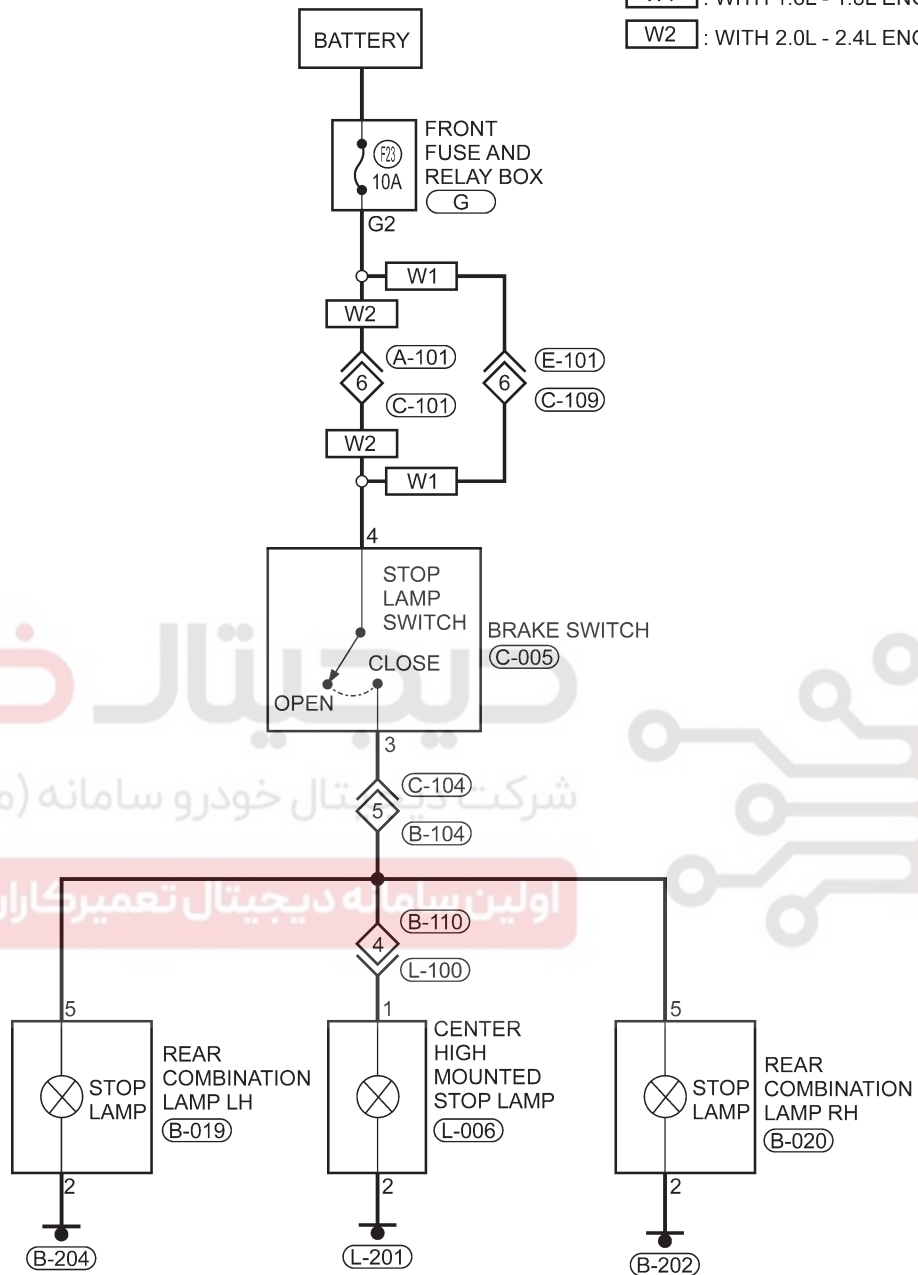 : WITH 1.6L - 1.8L ENG
W2 : WITH 2.0L - 2.4L ENG
BATTERY
F23
10A
FRONT
FUSE AND
RELAY BOX
G
G2
W1
W2
A-101
6
C-101
E-101
6
C-109
W2
W1
4
STOP
LAMP
SWITCH
CLOSE
OPEN
BRAKE SWITCH
C-005
3
دیجیتال
C-104
5
B-104
شرکت دیجیتال خودرو سامانه
اولین سامانه دیجیتال تعمیرکاران
B-110
4
L-100
5
STOP
LAMP
REAR
COMBINATION
LAMP LH
B-019
2
B-204
1
CENTER
HIGH
MOUNTED
STOP LAMP
L-006
2
L-201
5
STOP
LAMP
REAR
COMBINATION
LAMP RH
B-020
2
B-202